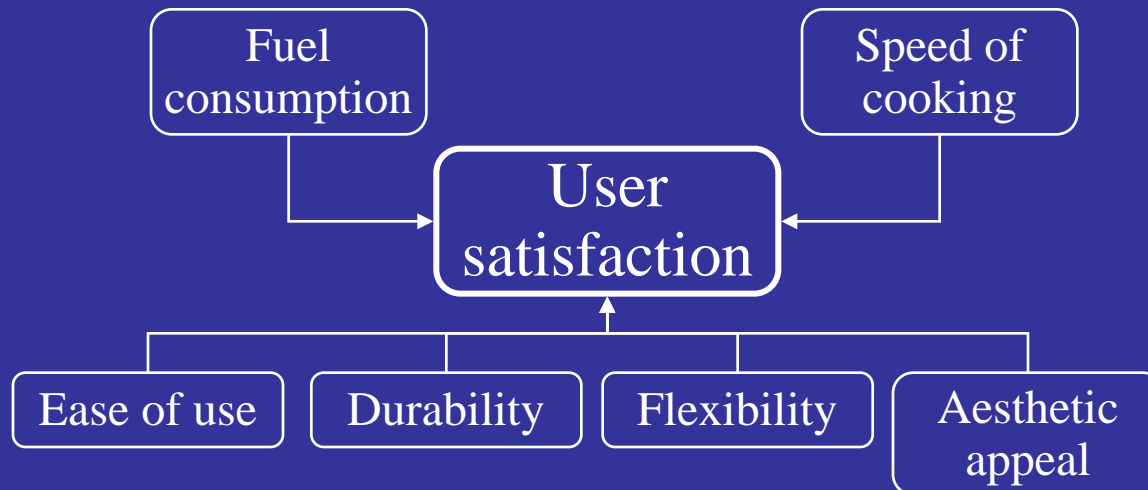 Fuel
consumption
Speed of
cooking
User
satisfaction
Ease of use
Durability
Flexibility
Aesthetic
appeal